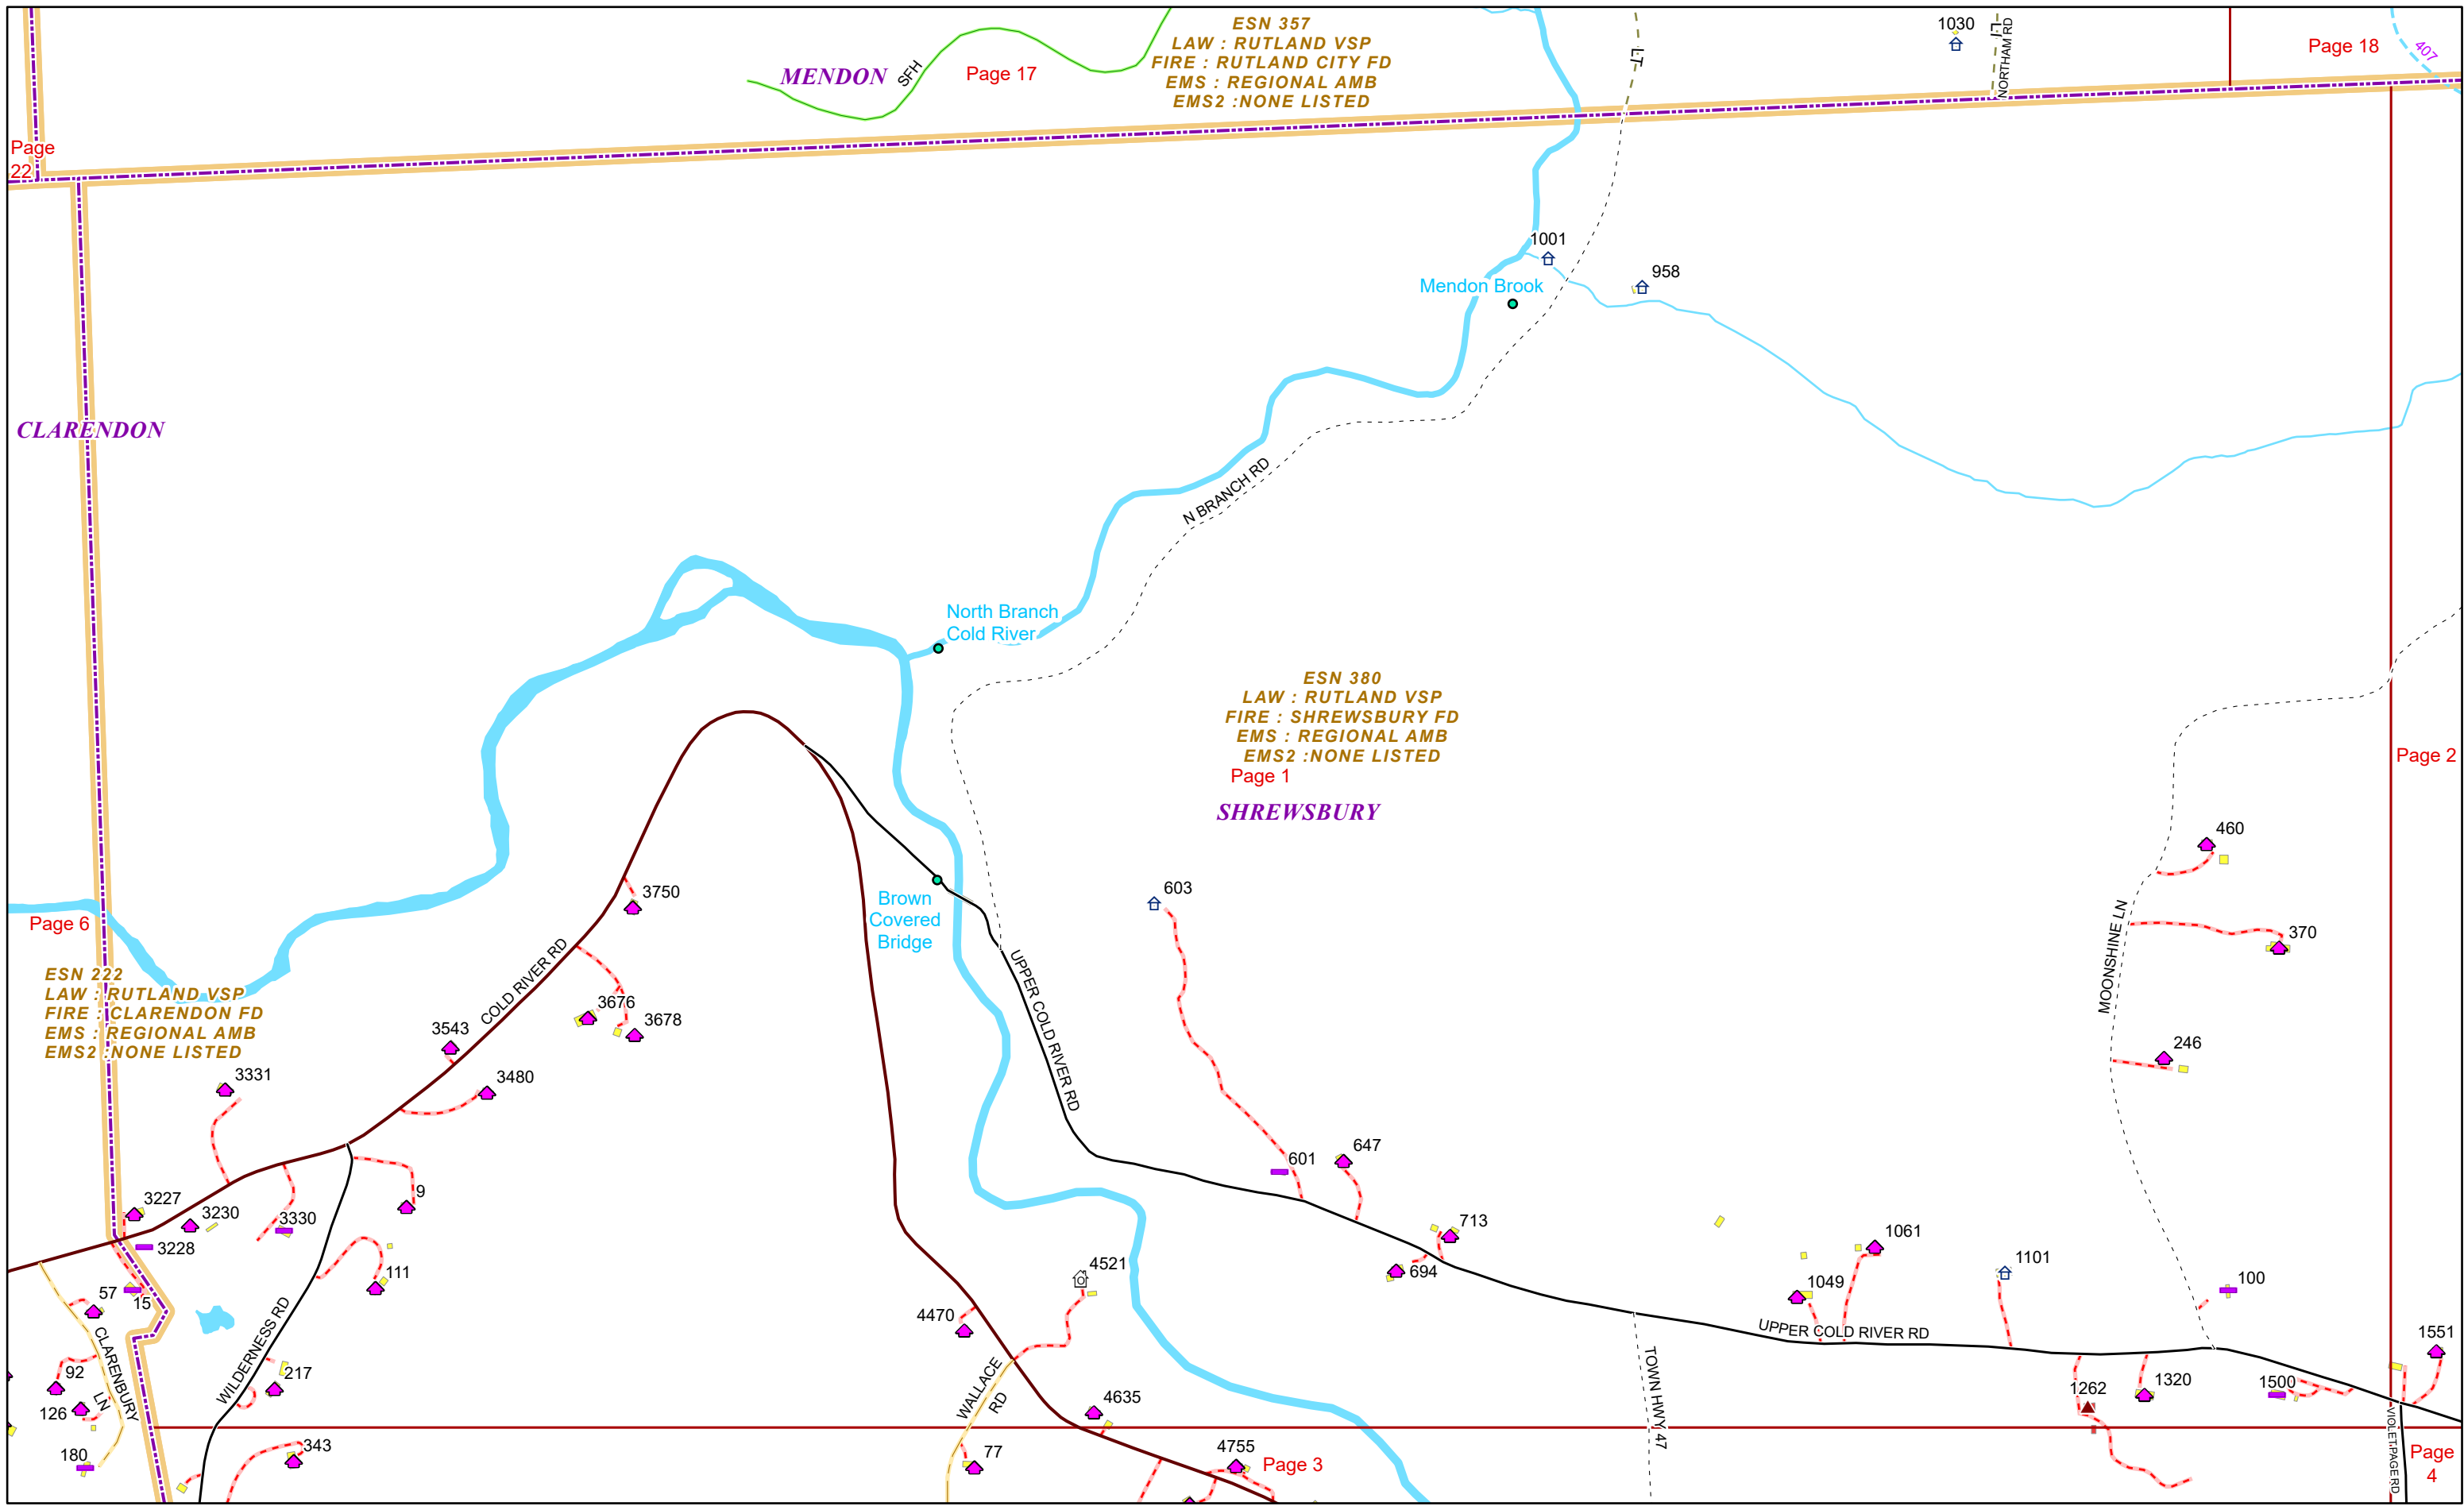 ESN 357
LAW : RUTLAND VSP
FIRE : RUTLAND CITY FD
EMS : REGIONAL AMB
EMS2 :NONE LISTED
MENDON
SFH
Page 17
LT
1030
LT
NORTHAM RD
Page 18
407
Page
22
1001
958
Mendon Brook
CLARENDON
N BRANCH RD
North Branch
Cold River
ESN 380
LAW : RUTLAND VSP
FIRE : SHREWSBURY FD
EMS : REGIONAL AMB
EMS2 :NONE LISTED
Page 1
SHREWSBURY
Page 2
460
3750
603
Brown
Covered
Bridge
Page 6
370
MOONSHINE LN
COLD RIVER RD
UPPER COLD RIVER RD
ESN 222
LAW : RUTLAND VSP
FIRE : CLARENDON FD
EMS : REGIONAL AMB
EMS2 :NONE LISTED
3676
3678
3543
246
3331
3480
647
601
9
3227
3230
3330
3228
713
694
1061
1101
111
4521
1049
100
57
15
4470
UPPER COLD RIVER RD
1551
CLARENBURY
LN
WILDERNESS RD
92
217
126
WALLACE
RD
4635
TOWN HWY 47
1262
1320
1500
VIOLET PAGE RD
180
343
77
4755
Page 3
Page
4